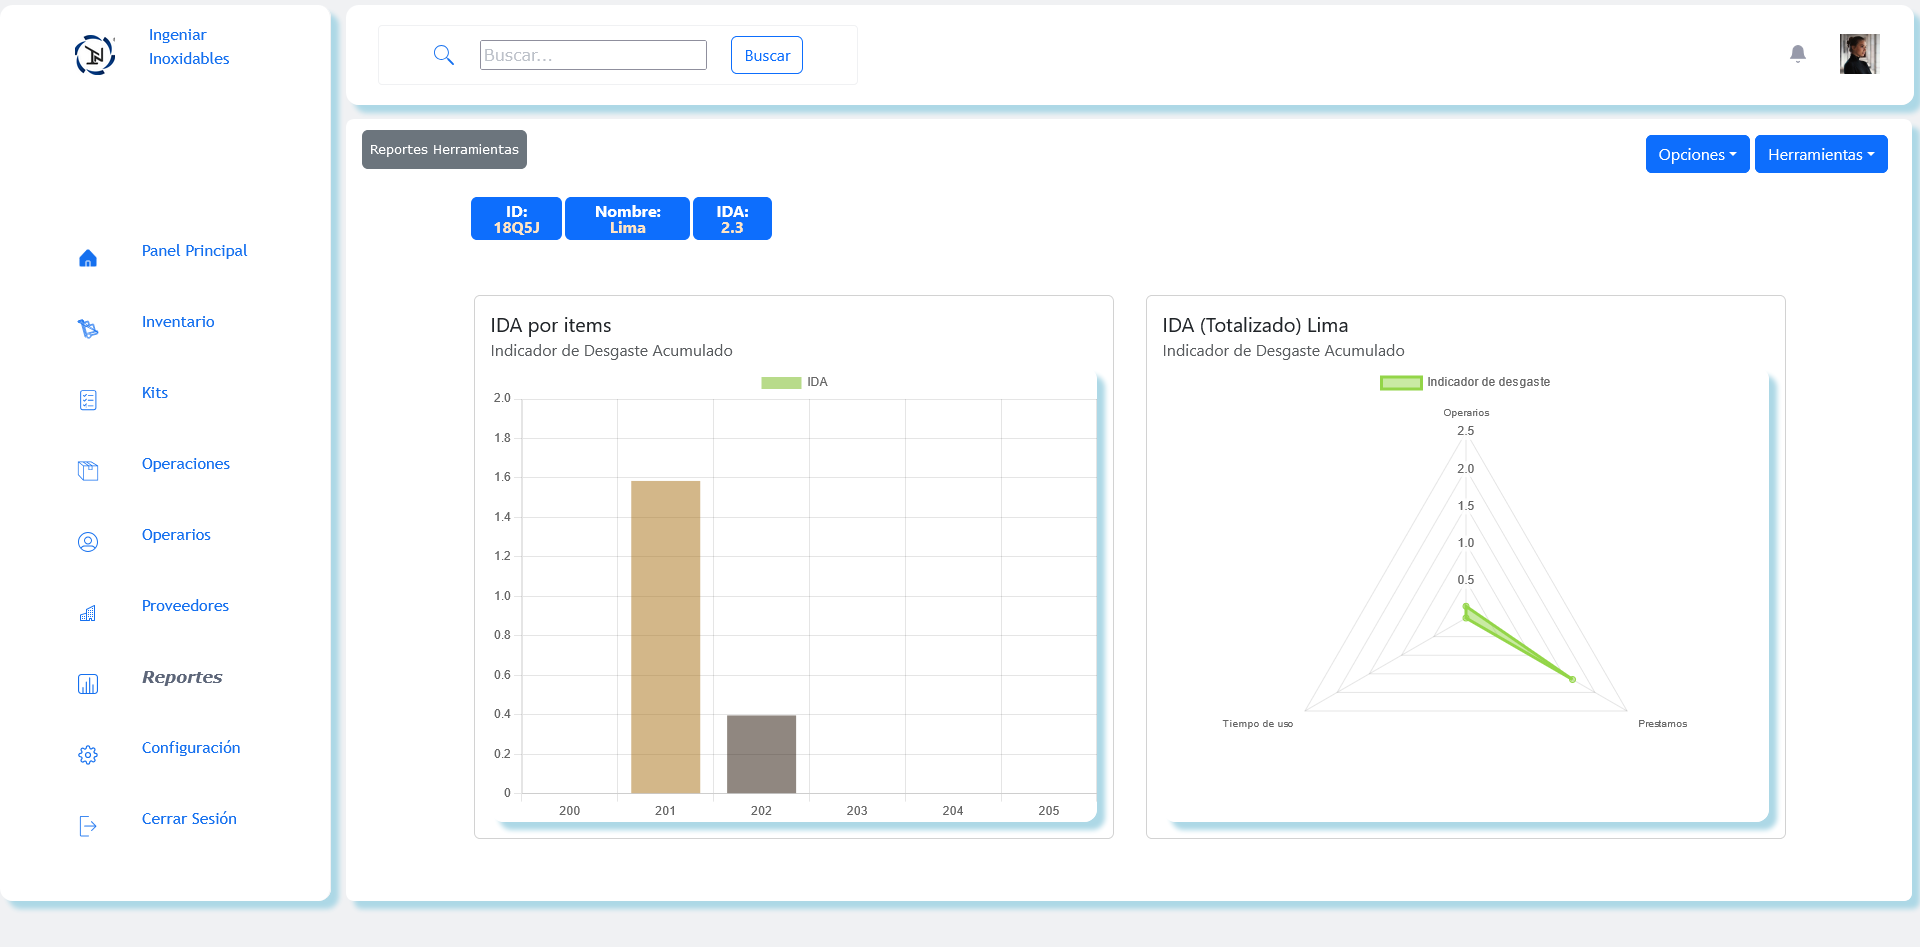 Ingeniar
Inoxidables
Buscar...
Buscar
Panel Principal
Inventario
Kits
Operaciones
Operarios
Proveedores
Reportes
Configuración
Cerrar Sesión
Reportes Herramientas
Opciones
Herramientas
ID:
18Q5J
Nombre:
Lima
IDA:
2.3
IDA por items
Indicador de Desgaste Acumulado
IDA
2.0
1.8
1.6
1.4
1.2
1.0
0.8
0.6
0.4
0.2
0
200 201 202 203 204 205
IDA (Totalizado) Lima
Indicador de Desgaste Acumulado
Indicador de desgaste
Operarios
2.5
2.0
1.5
1.0
0.5
Tiempo de uso
Prestamos